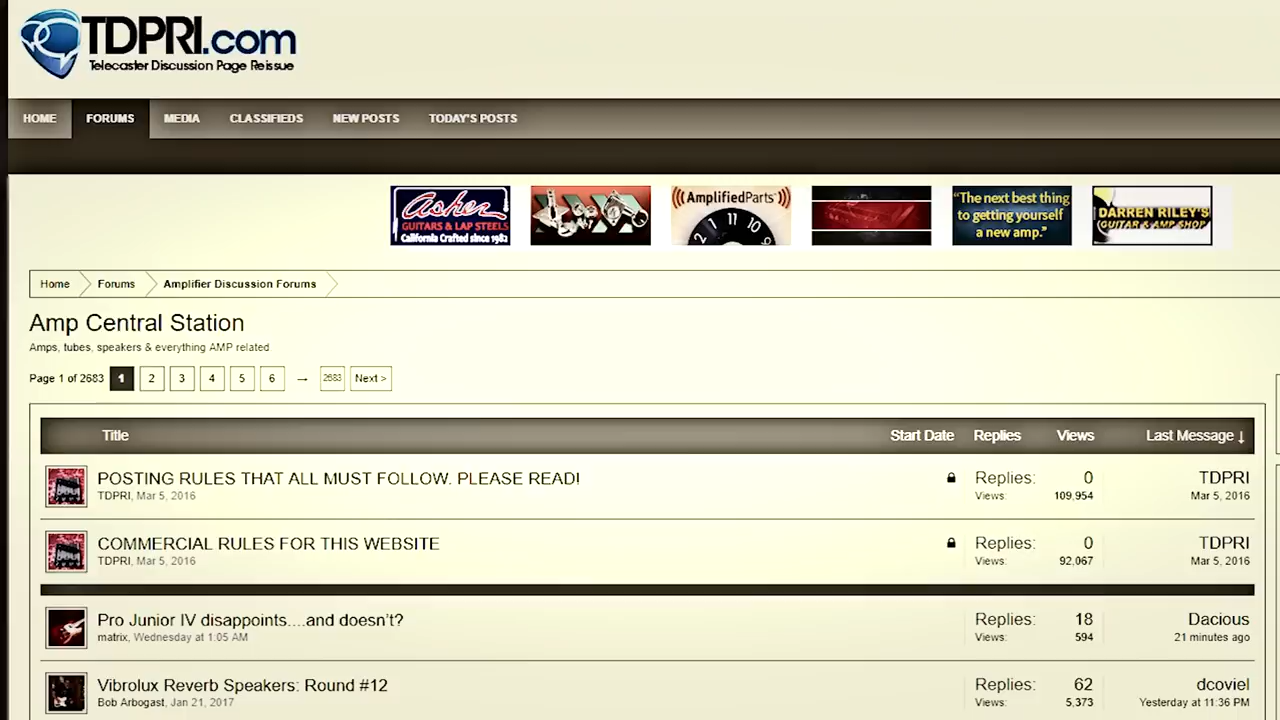 TDPRI.com
Telecaster Discussion Page Reissue
HOME FORUMS MEDIA CLASSIFIEDS NEW POSTS TODAY'S POSTS
Asher
GUITARS & LAP STEELS
California Crafted since 1982
AmplifiedParts
11
1 10
2 9
"The next best thing
to getting yourself
a new amp."
DARREN RILEY'S
GUITAR & AMP SHOP
Home Forums Amplifier Discussion Forums
Amp Central Station
Amps, tubes, speakers & everything AMP related
Page 1 of 2683 1 2 3 4 5 6 → 2683 Next >
Title Start Date Replies Views Last Message ↓
POSTING RULES THAT ALL MUST FOLLOW. PLEASE READ! Replies: 0 TDPRI
TDPRI, Mar 5, 2016 Views: 109,954 Mar 5, 2016
COMMERCIAL RULES FOR THIS WEBSITE Replies: 0 TDPRI
TDPRI, Mar 5, 2016 Views: 92,067 Mar 5, 2016
Pro Junior IV disappoints....and doesn't? Replies: 18 Dacious
matrix, Wednesday at 1:05 AM Views: 594 21 minutes ago
Vibrolux Reverb Speakers: Round #12 Replies: 62 dcoviel
Bob Arbogast, Jan 21, 2017 Views: 5,373 Yesterday at 11:36 PM